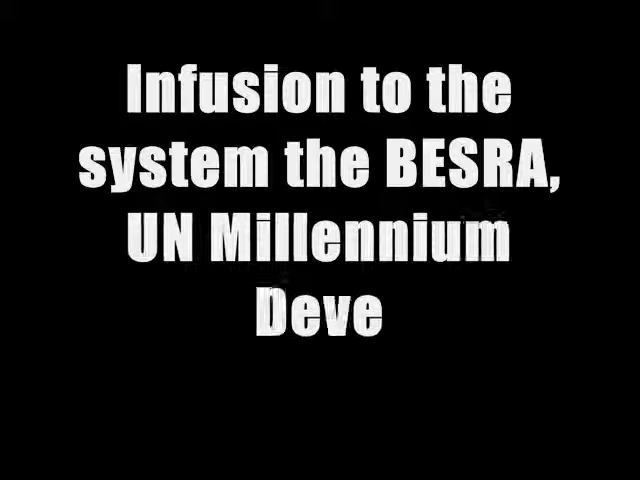 Infusion to the
system the BESRA,
UN Millennium
Deve